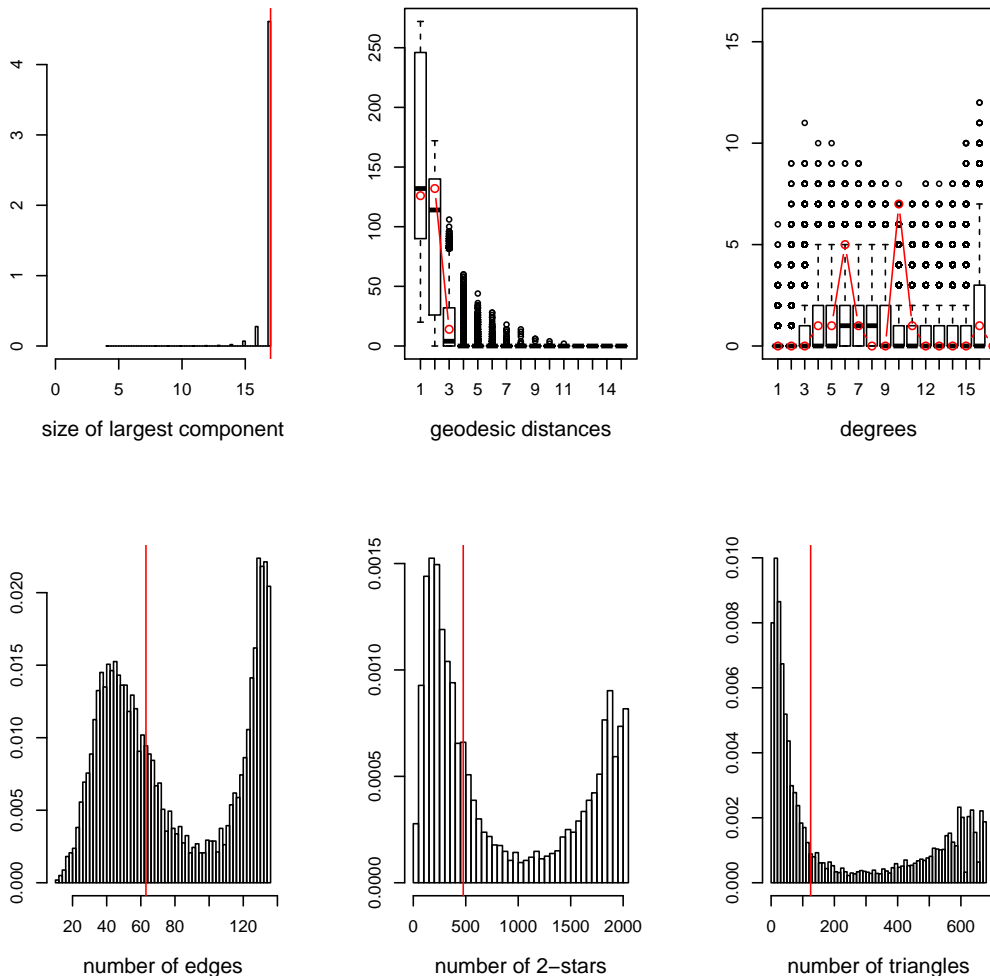 4
3
2
1
0
0 5 10 15
size of largest component
250
200
150
100
50
0
1 3 5 7 9 11 14
geodesic distances
15
10
5
0
1 3 5 7 9 12 15
degrees
0.020
0.015
0.010
0.005
0.000
20 40 60 80 120
number of edges
0.0015
0.0010
0.0005
0.0000
0 500 1000 2000
number of 2−stars
0.010
0.008
0.006
0.004
0.002
0.000
0 200 400 600
number of triangles